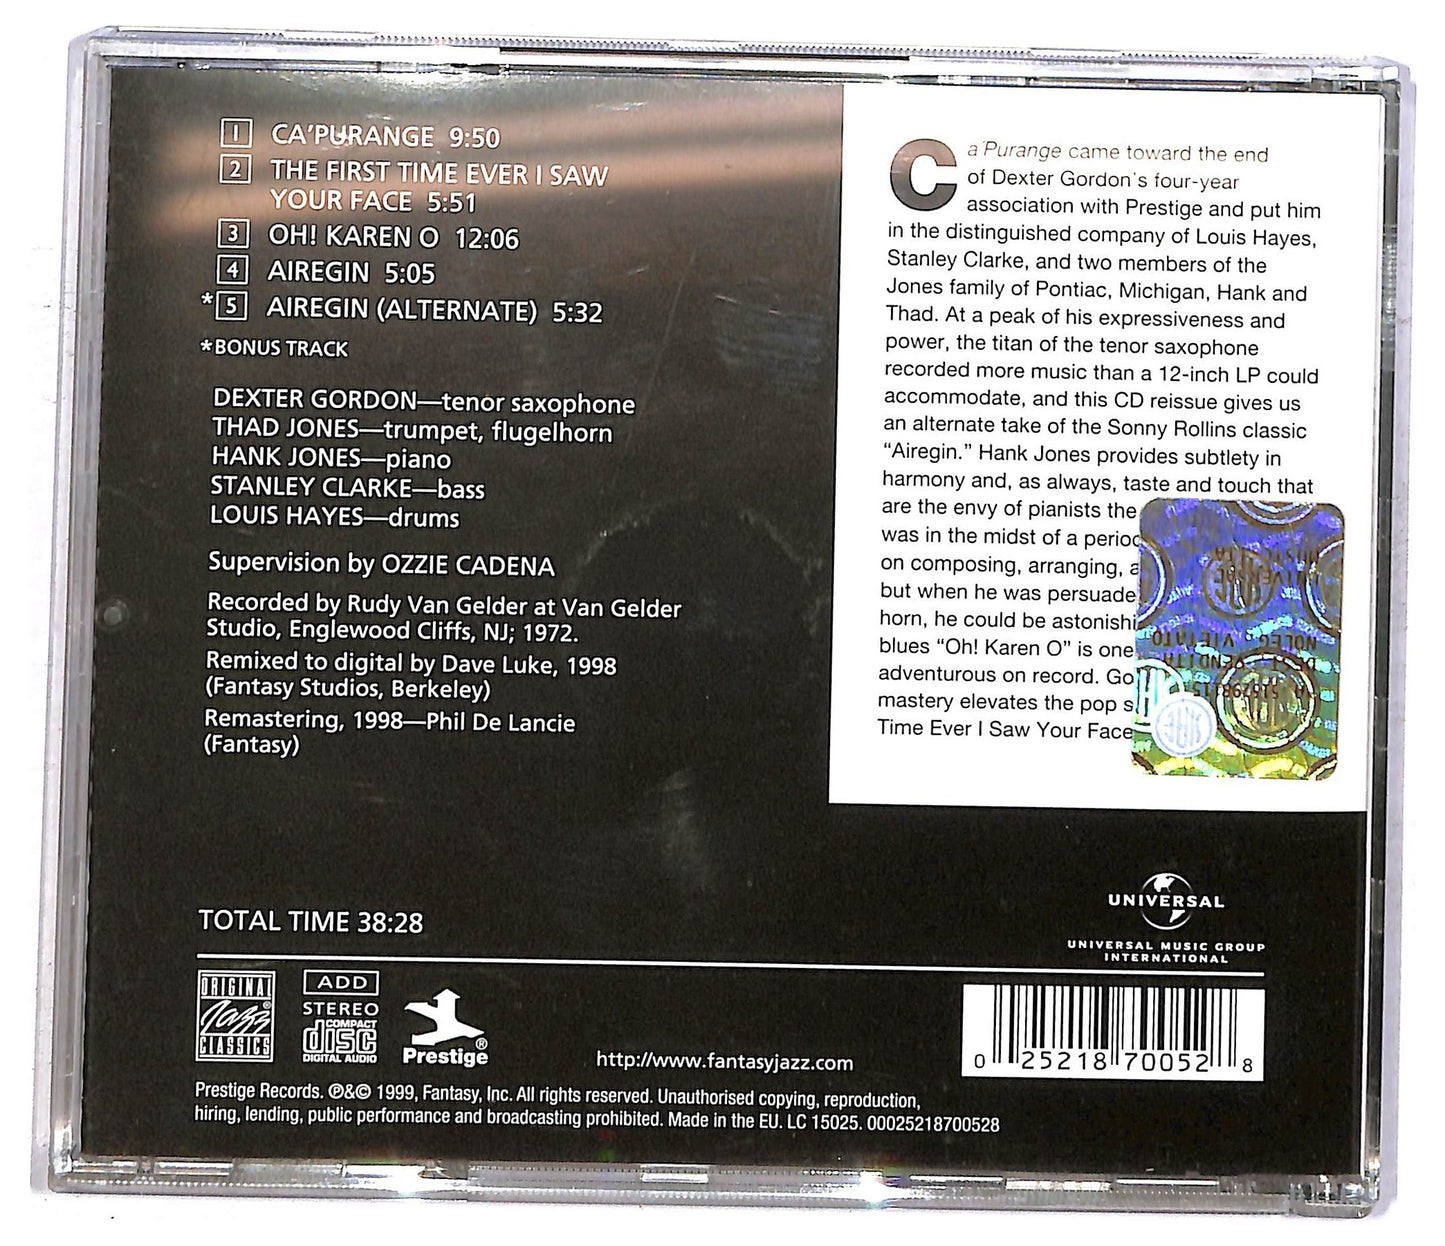 1 CA'PURANGE 9:50
2 THE FIRST TIME EVER I SAW
YOUR FACE 5:51
3 OH! KAREN O 12:06
4 AIREGIN 5:05
*5 AIREGIN (ALTERNATE) 5:32
*BONUS TRACK
DEXTER GORDON—tenor saxophone
THAD JONES—trumpet, flugelhorn
HANK JONES—piano
STANLEY CLARKE—bass
LOUIS HAYES—drums
Supervision by OZZIE CADENA
Recorded by Rudy Van Gelder at Van Gelder
Studio, Englewood Cliffs, NJ; 1972.
Remixed to digital by Dave Luke, 1998
(Fantasy Studios, Berkeley)
Remastering, 1998—Phil De Lancie
(Fantasy)
Ca'Purange came toward the end
of Dexter Gordon's four-year
association with Prestige and put him
in the distinguished company of Louis Hayes,
Stanley Clarke, and two members of the
Jones family of Pontiac, Michigan, Hank and
Thad. At a peak of his expressiveness and
power, the titan of the tenor saxophone
recorded more music than a 12-inch LP could
accommodate, and this CD reissue gives us
an alternate take of the Sonny Rollins classic
“Airegin.” Hank Jones provides subtlety in
harmony and, as always, taste and touch that
are the envy of pianists the
was in the midst of a period
on composing, arranging, a
but when he was persuade
horn, he could be astonishi
blues “Oh! Karen O” is one
adventurous on record. Go
mastery elevates the pop s
Time Ever I Saw Your Face
TOTAL TIME 38:28
UNIVERSAL
UNIVERSAL MUSIC GROUP
INTERNATIONAL
ORIGINAL
Jazz®
CLASSICS
ADD
STEREO
COMPACT
disc
DIGITAL AUDIO
Prestige®
http://www.fantasyjazz.com
0 25218 70052 8
Prestige Records. ℗&© 1999, Fantasy, Inc. All rights reserved. Unauthorised copying, reproduction,
hiring, lending, public performance and broadcasting prohibited. Made in the EU. LC 15025. 00025218700528